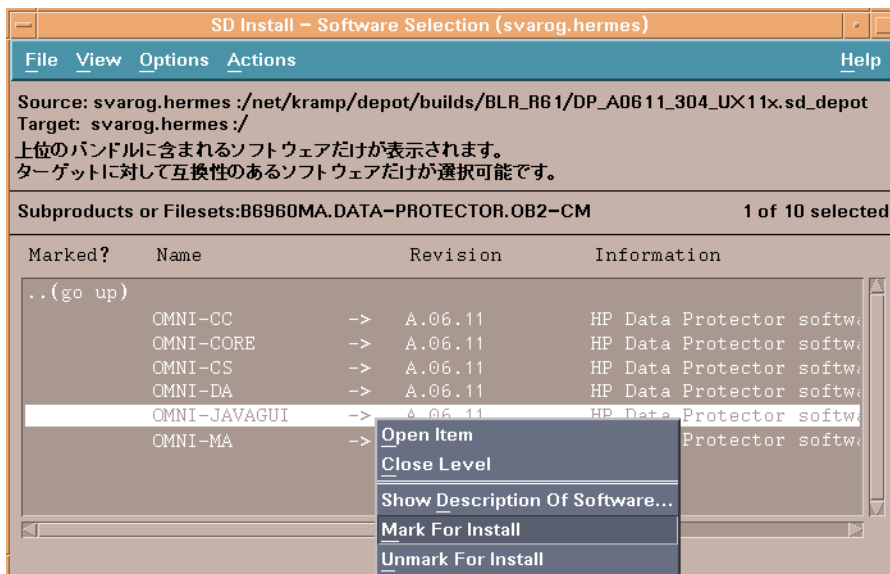 SD Install - Software Selection (svarog.hermes)
File View Options Actions Help
Source: svarog.hermes :/net/kramp/depot/builds/BLR_R61/DP_A0611_304_UX11x.sd_depot
Target: svarog.hermes :/
上位のバンドルに含まれるソフトウェアだけが表示されます。
ターゲットに対して互換性のあるソフトウェアだけが選択可能です。
Subproducts or Filesets:B6960MA.DATA-PROTECTOR.OB2-CM 1 of 10 selected
Marked? Name Revision Information
..(go up)
OMNI-CC -> A.06.11 HP Data Protector softwa
OMNI-CORE -> A.06.11 HP Data Protector softwa
OMNI-CS -> A.06.11 HP Data Protector softwa
OMNI-DA -> A.06.11 HP Data Protector softwa
OMNI-JAVAGUI -> A.06.11 HP Data Protector softwa
OMNI-MA -> Protector softwa
Open Item
Close Level
Show Description Of Software...
Mark For Install
Unmark For Install